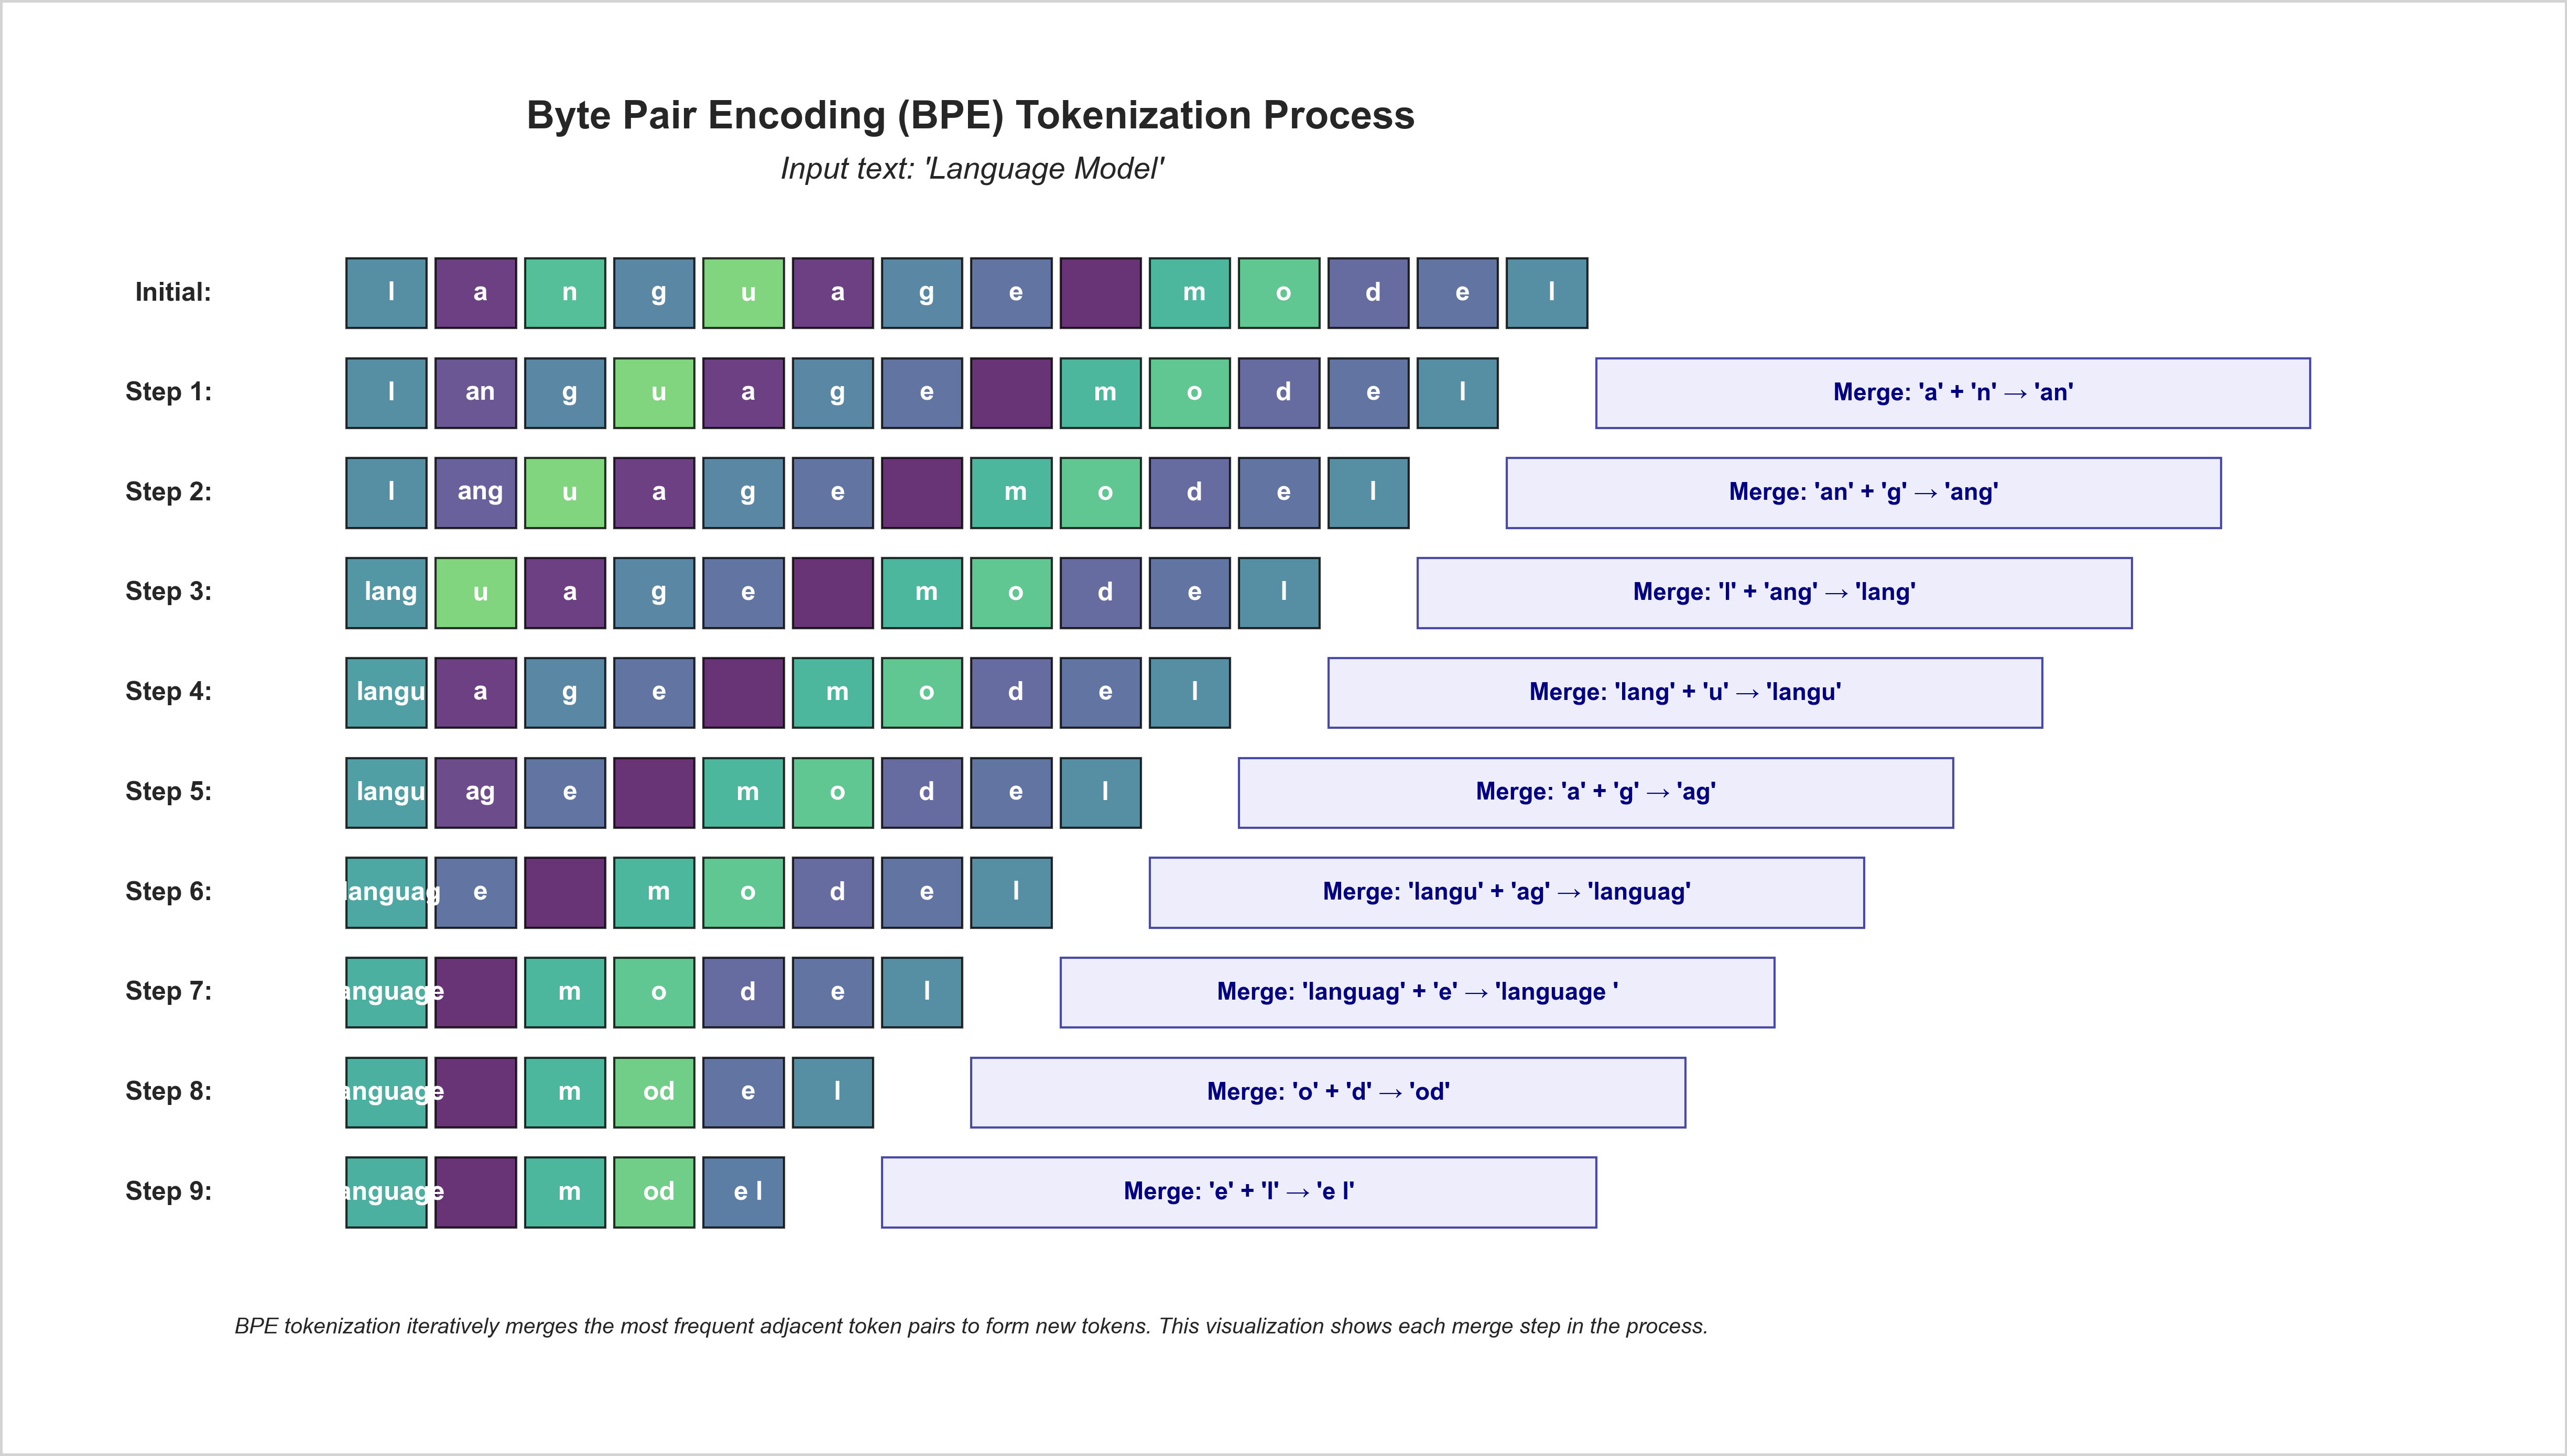 Byte Pair Encoding (BPE) Tokenization Process
Input text: 'Language Model'
Initial: l a n g u a g e m o d e l
Step 1: l an g u a g e m o d e l Merge: 'a' + 'n' → 'an'
Step 2: l ang u a g e m o d e l Merge: 'an' + 'g' → 'ang'
Step 3: lang u a g e m o d e l Merge: 'l' + 'ang' → 'lang'
Step 4: langu a g e m o d e l Merge: 'lang' + 'u' → 'langu'
Step 5: langu ag e m o d e l Merge: 'a' + 'g' → 'ag'
Step 6: languag e m o d e l Merge: 'langu' + 'ag' → 'languag'
Step 7: anguage m o d e l Merge: 'languag' + 'e' → 'language '
Step 8: anguage m od e l Merge: 'o' + 'd' → 'od'
Step 9: anguage m od e l Merge: 'e' + 'l' → 'e l'
BPE tokenization iteratively merges the most frequent adjacent token pairs to form new tokens. This visualization shows each merge step in the process.